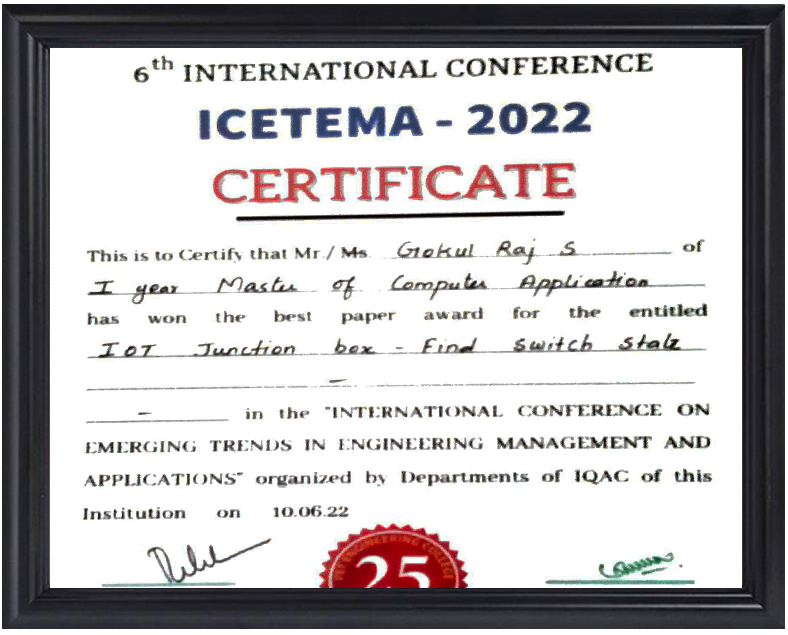 6th INTERNATIONAL CONFERENCE
ICETEMA - 2022
CERTIFICATE
This is to Certify that Mr./ Ms. Gokul Raj S of
I year Master of Computer Application
has won the best paper award for the entitled
IOT Junction box - Find Switch State
-
- in the "INTERNATIONAL CONFERENCE ON
EMERGING TRENDS IN ENGINEERING MANAGEMENT AND
APPLICATIONS" organized by Departments of IQAC of this
Institution on 10.06.22
ENGINEERING COLLEGE
25